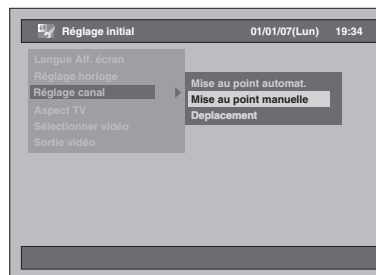 Réglage initial 01/01/07(Lun) 19:34
Langue Aff. écran
Réglage horloge
Réglage canal
Aspect TV
Sélectionner vidéo
Sortie vidéo
Mise au point automat.
Mise au point manuelle
Deplacement